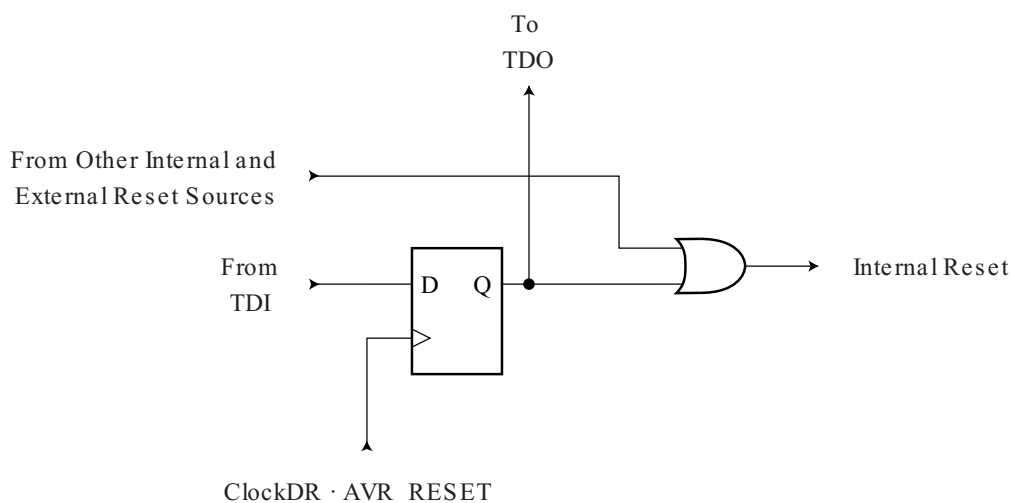 To
TDO
From Other Internal and
External Reset Sources
From
TDI
D Q
Internal Reset
ClockDR · AVR_RESET